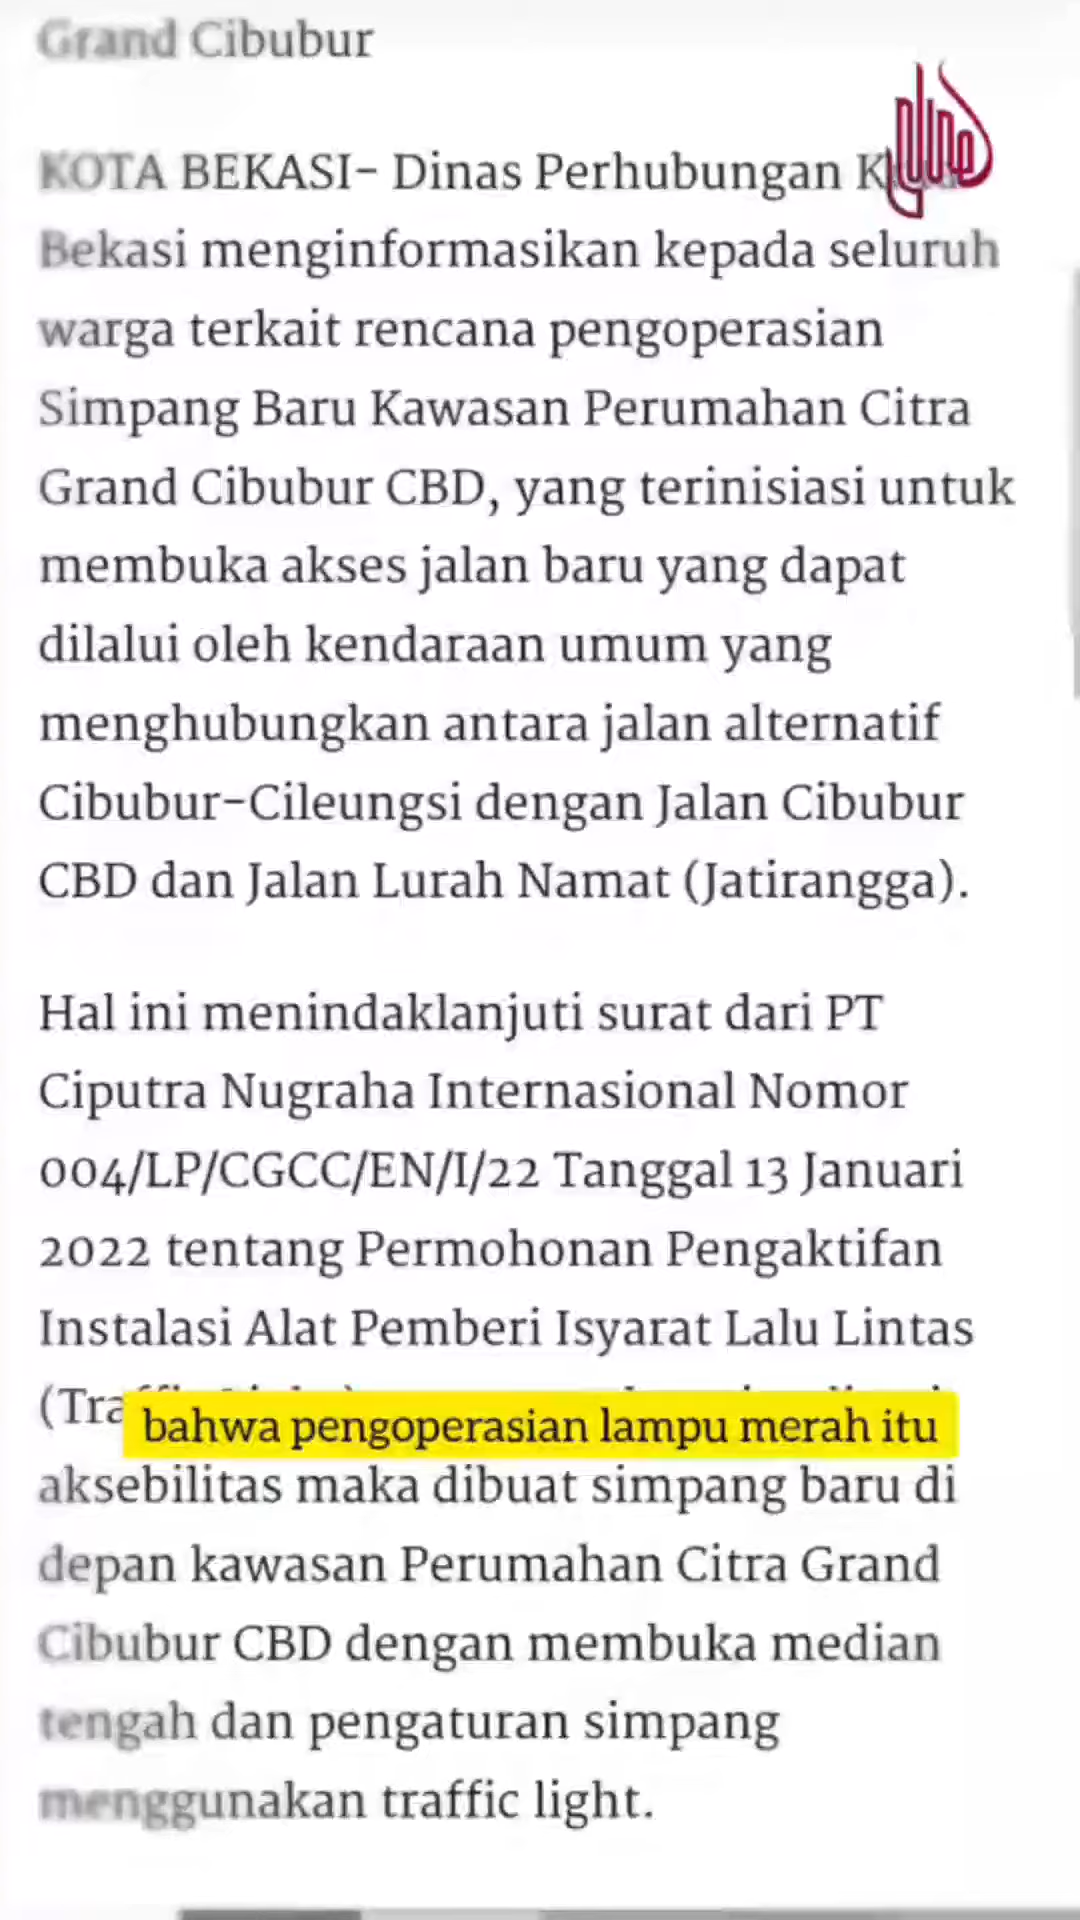 Grand Cibubur
KOTA BEKASI- Dinas Perhubungan
Bekasi menginformasikan kepada seluruh
warga terkait rencana pengoperasian
Simpang Baru Kawasan Perumahan Citra
Grand Cibubur CBD, yang terinisiasi untuk
membuka akses jalan baru yang dapat
dilalui oleh kendaraan umum yang
menghubungkan antara jalan alternatif
Cibubur-Cileungsi dengan Jalan Cibubur
CBD dan Jalan Lurah Namat (Jatirangga).
Hal ini menindaklanjuti surat dari PT
Ciputra Nugraha Internasional Nomor
004/LP/CGCC/EN/I/22 Tanggal 13 Januari
2022 tentang Permohonan Pengaktifan
Instalasi Alat Pemberi Isyarat Lalu Lintas
bahwa pengoperasian lampu merah itu
aksebilitas maka dibuat simpang baru di
depan kawasan Perumahan Citra Grand
Cibubur CBD dengan membuka median
tengah dan pengaturan simpang
menggunakan traffic light.